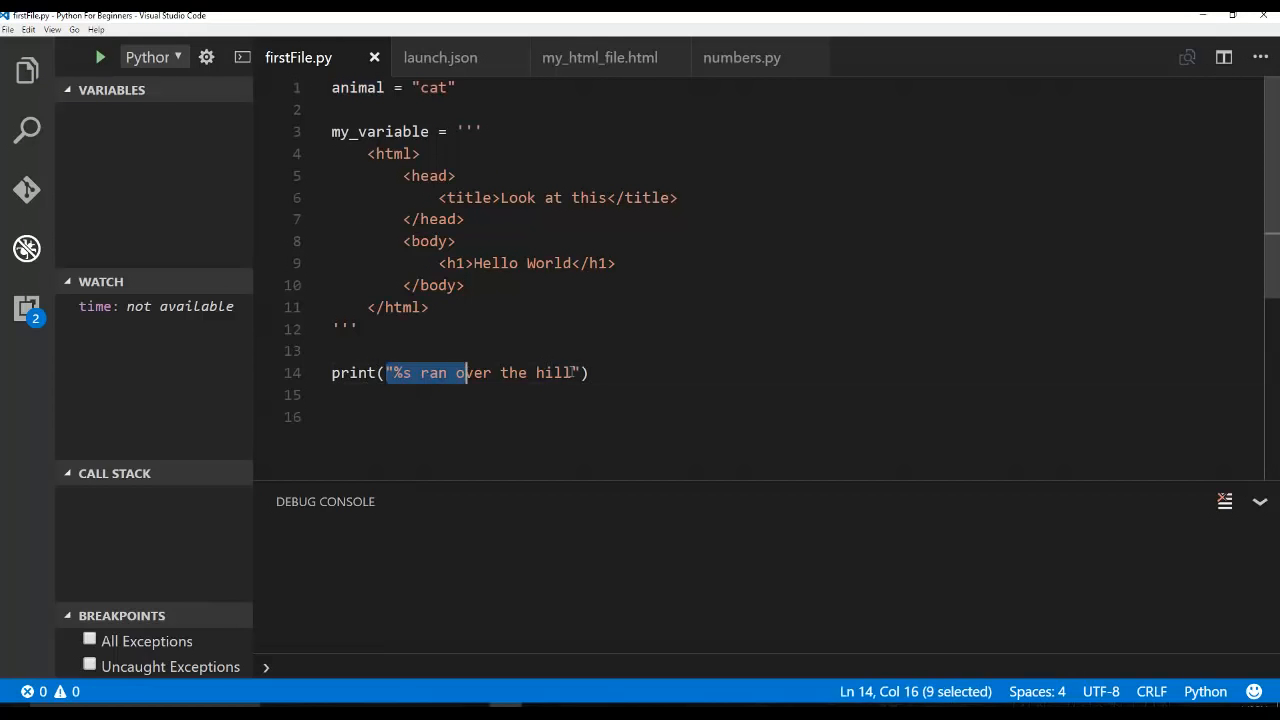 firstFile.py - Python For Beginners - Visual Studio Code
File Edit View Go Help
Python firstFile.py launch.json my_html_file.html numbers.py
VARIABLES
WATCH
time: not available
2
CALL STACK
BREAKPOINTS
All Exceptions
Uncaught Exceptions
1 animal = "cat"
2
3 my_variable = '''
4 <html>
5 <head>
6 <title>Look at this</title>
7 </head>
8 <body>
9 <h1>Hello World</h1>
10 </body>
11 </html>
12 '''
13
14 print("%s ran over the hill")
15
16
DEBUG CONSOLE
0 0 Ln 14, Col 16 (9 selected) Spaces: 4 UTF-8 CRLF Python